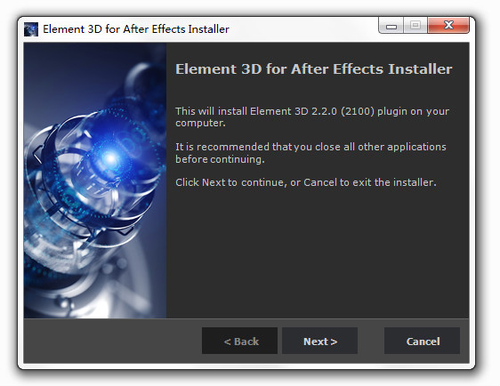 Element 3D for After Effects Installer
Element 3D for After Effects Installer
This will install Element 3D 2.2.0 (2100) plugin on your
computer.
It is recommended that you close all other applications
before continuing.
Click Next to continue, or Cancel to exit the installer.
< Back
Next >
Cancel